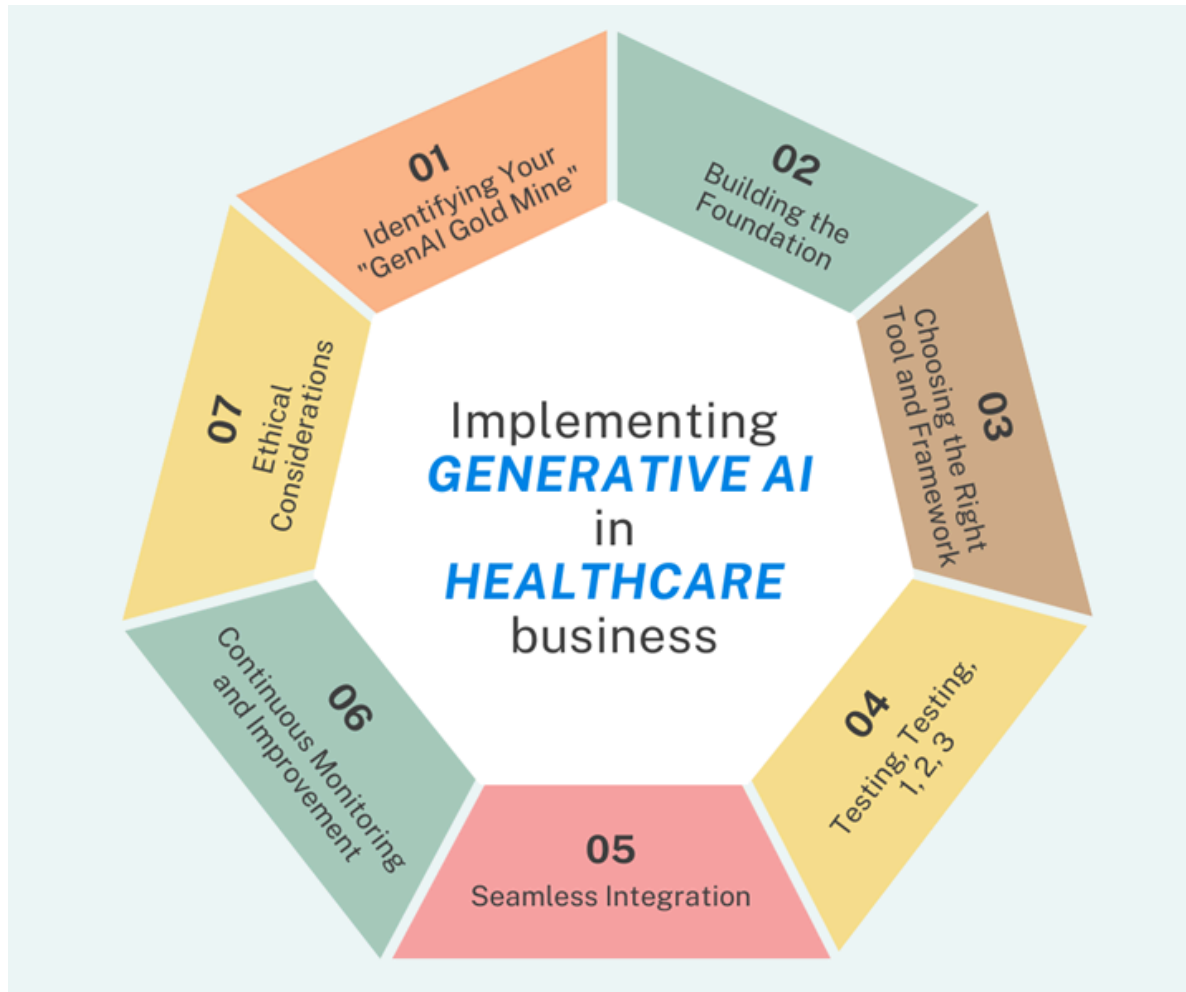 01
Identifying Your
"GenAI Gold Mine"
02
Building the
Foundation
03
Choosing the Right
Tool and Framework
04
Testing, Testing,
1, 2, 3
05
Seamless Integration
06
Continuous Monitoring
and Improvement
07
Ethical
Considerations
Implementing
GENERATIVE AI
in
HEALTHCARE
business